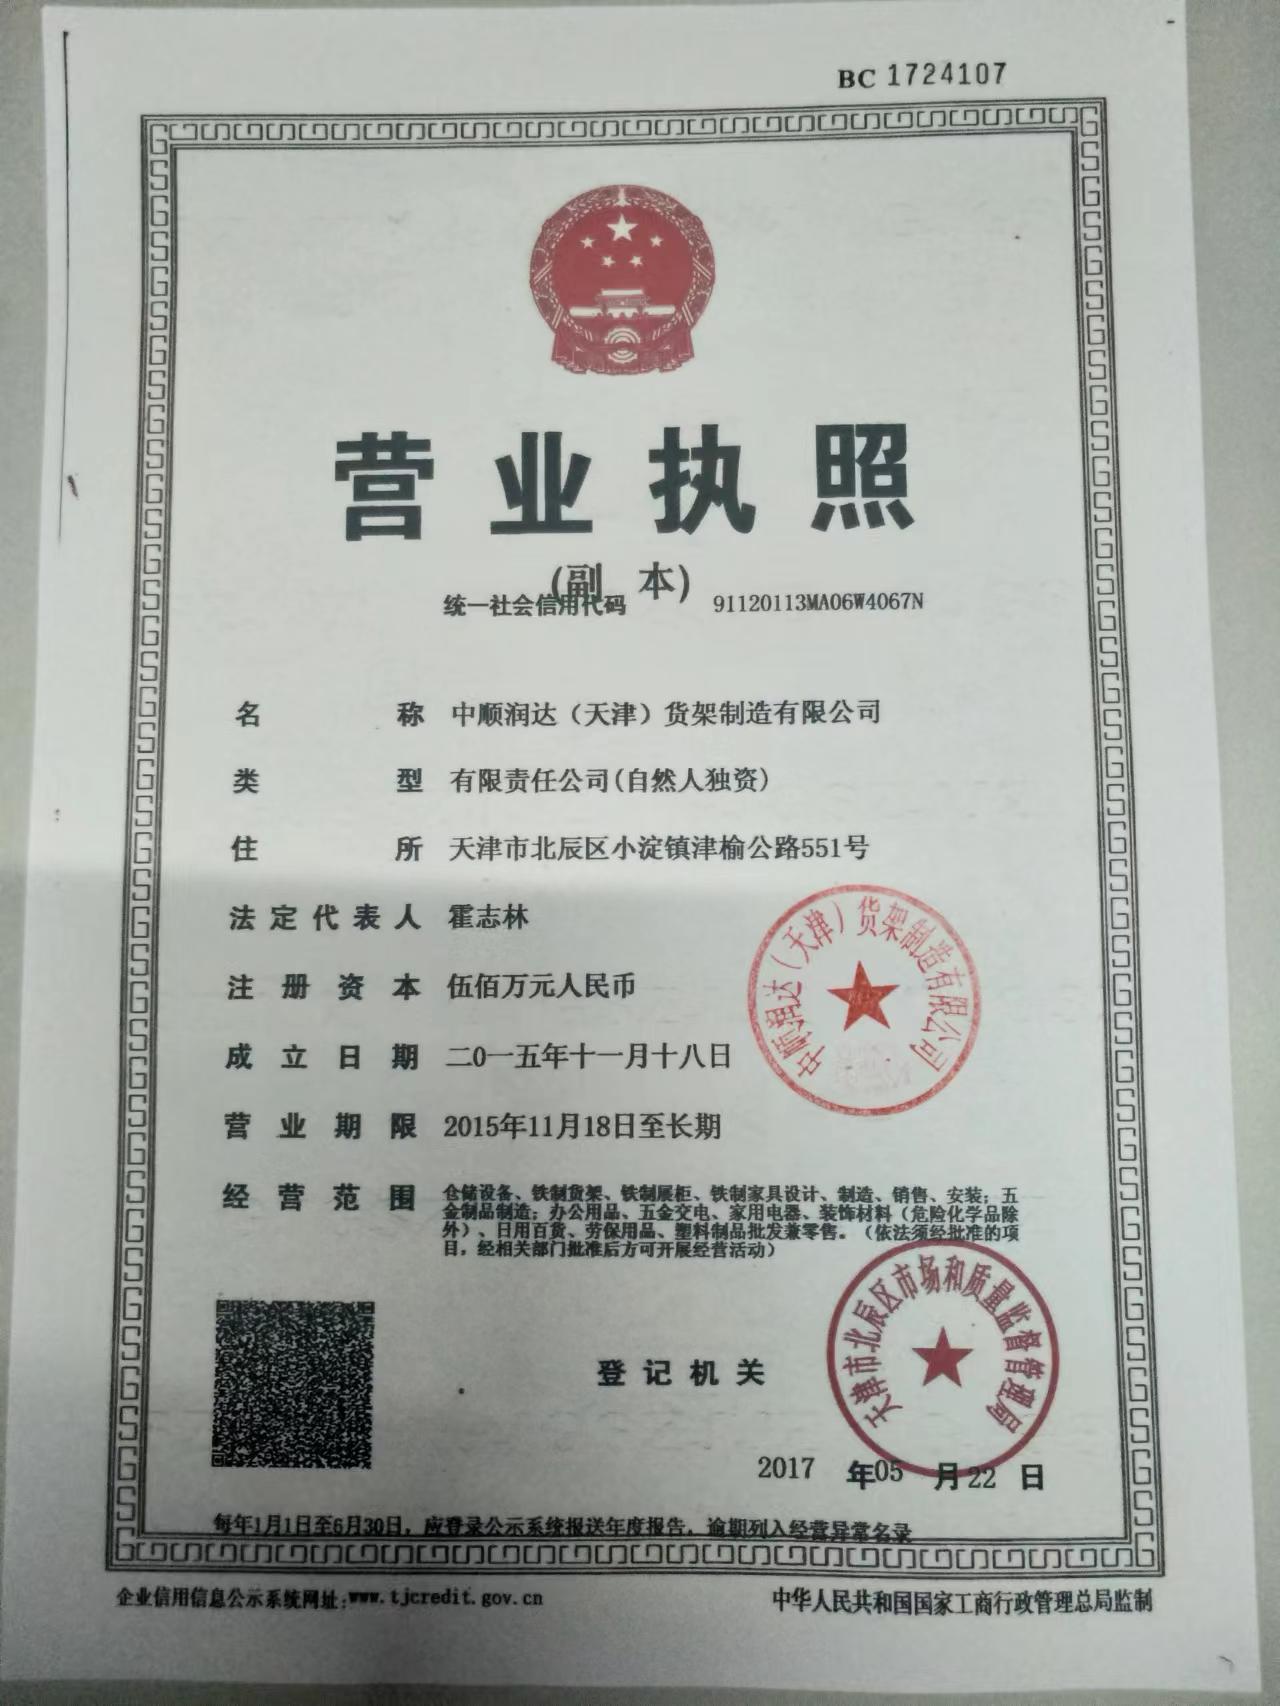 BC 1724107
营业执照
(副 本)
统一社会信用代码 91120113MA06W4067N
名称 中顺润达（天津）货架制造有限公司
类型 有限责任公司(自然人独资)
住所 天津市北辰区小淀镇津榆公路551号
法定代表人 霍志林
注册资本 伍佰万元人民币
成立日期 二0一五年十一月十八日
营业期限 2015年11月18日至长期
经营范围 仓储设备、铁制货架、铁制展柜、铁制家具设计、制造、销售、安装；五
金制品制造；办公用品、五金交电、家用电器、装饰材料（危险化学品除
外）、日用百货、劳保用品、塑料制品批发兼零售。（依法须经批准的项
目，经相关部门批准后方可开展经营活动）
中顺润达（天津）货架制造有限公司
登记机关
天津市北辰区市场和质量监督管理局
2017 年05 月22 日
每年1月1日至6月30日，应登录公示系统报送年度报告，逾期列入经营异常名录
企业信用信息公示系统网址:www.tjcredit.gov.cn
中华人民共和国国家工商行政管理总局监制